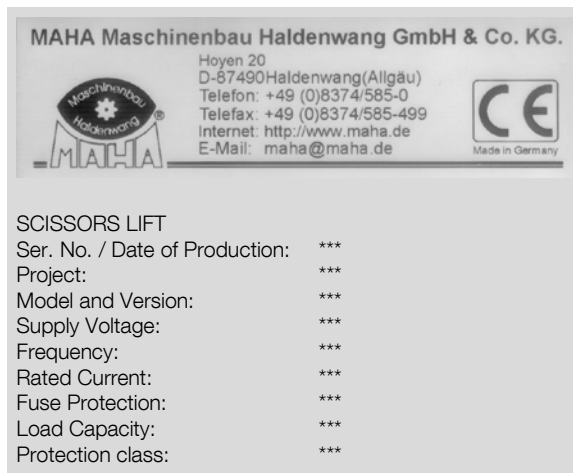 MAHA Maschinenbau Haldenwang GmbH & Co. KG.
Hoyen 20
D-87490Haldenwang(Allgäu)
Telefon: +49 (0)8374/585-0
Telefax: +49 (0)8374/585-499
Internet: http://www.maha.de
E-Mail: maha@maha.de
Maschinenbau
Haldenwang
®
MAHA
CE
Made in Germany
SCISSORS LIFT
Ser. No. / Date of Production: ***
Project: ***
Model and Version: ***
Supply Voltage: ***
Frequency: ***
Rated Current: ***
Fuse Protection: ***
Load Capacity: ***
Protection class: ***